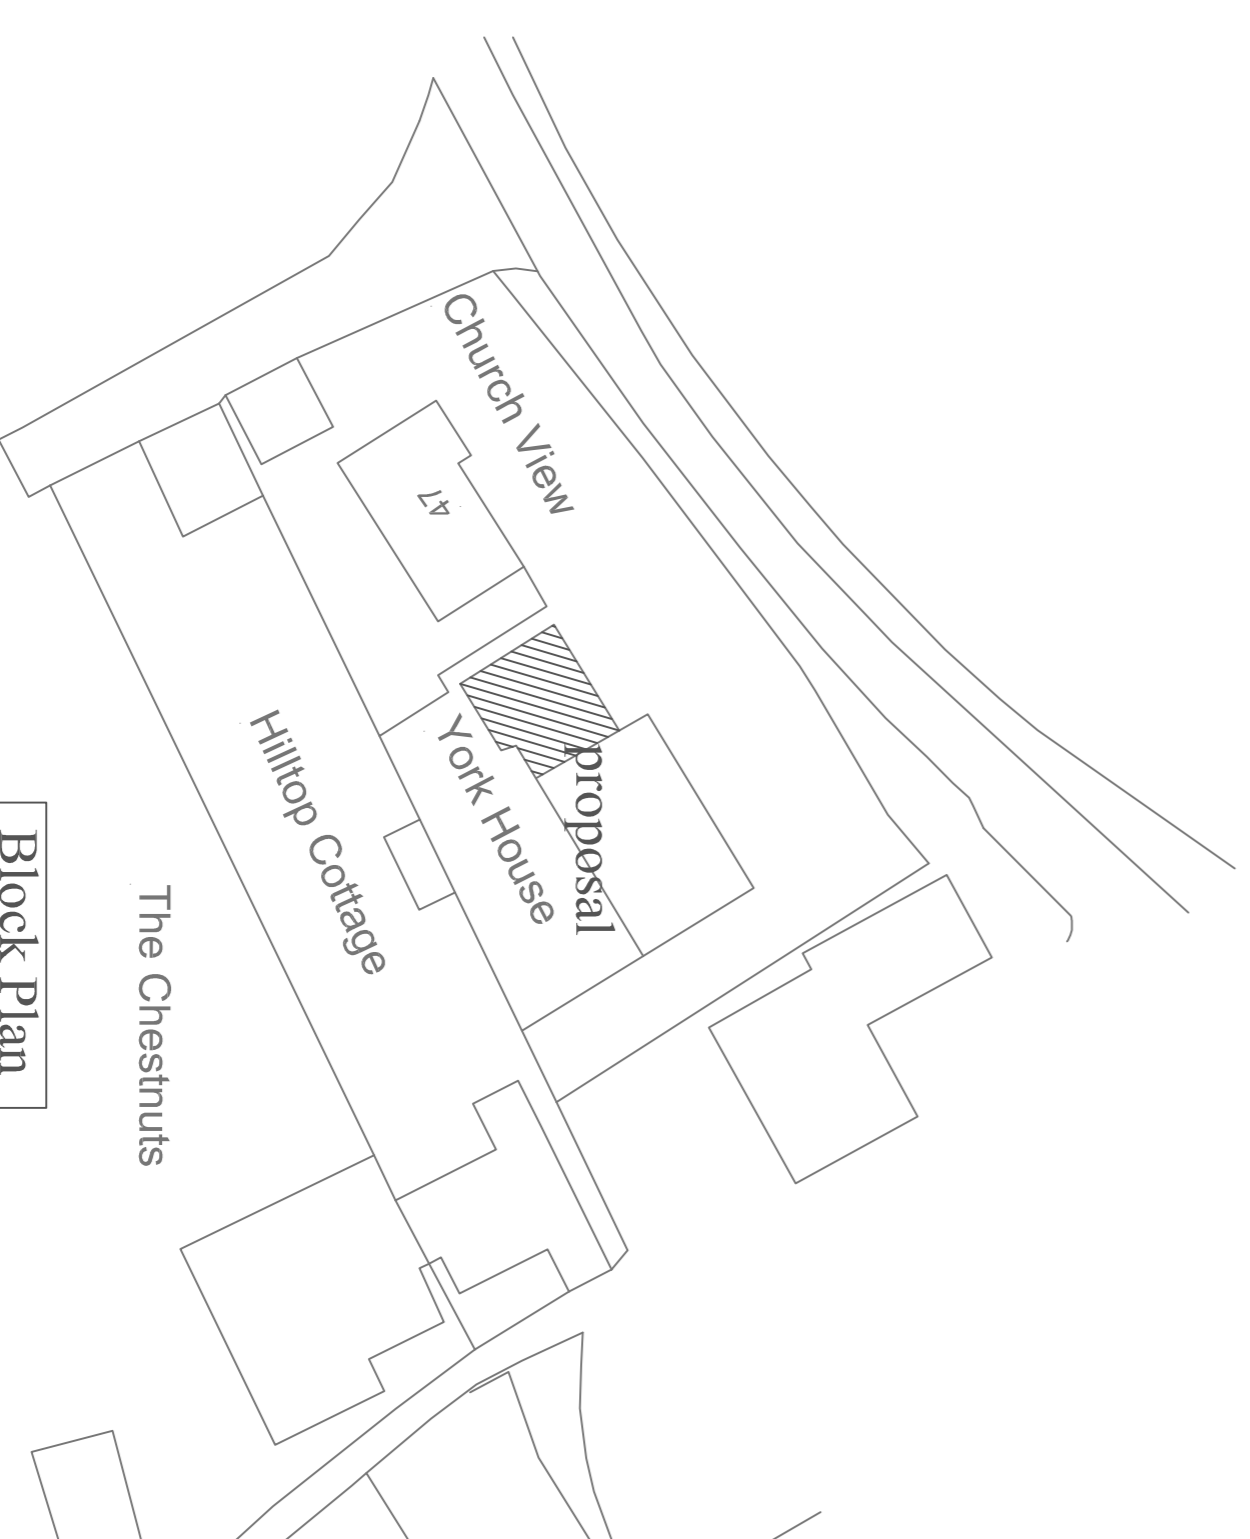 Church View
47
proposal
York House
Hilltop Cottage
The Chestnuts
Block Plan